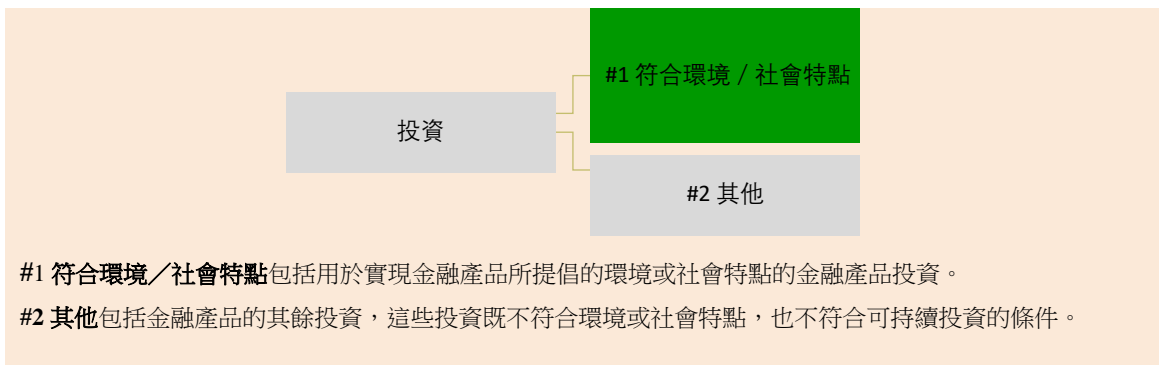 #1 符合環境／社會特點
投資
#2 其他
#1 符合環境／社會特點包括用於實現金融產品所提倡的環境或社會特點的金融產品投資。
#2 其他包括金融產品的其餘投資，這些投資既不符合環境或社會特點，也不符合可持續投資的條件。